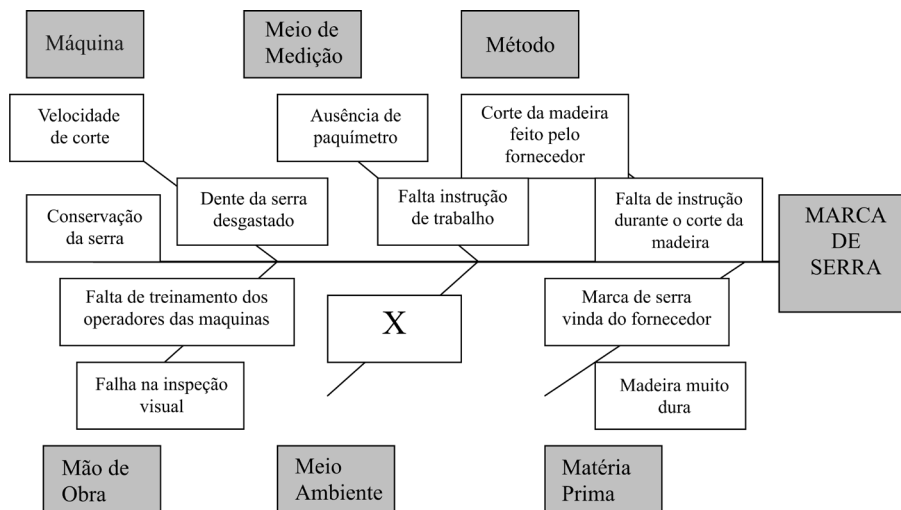 Máquina
Meio de
Medição
Método
Velocidade
de corte
Ausência de
paquímetro
Corte da madeira
feito pelo
fornecedor
Conservação
da serra
Dente da serra
desgastado
Falta instrução
de trabalho
Falta de instrução
durante o corte da
madeira
MARCA
DE
SERRA
Falta de treinamento dos
operadores das maquinas
X
Marca de serra
vinda do fornecedor
Falha na inspeção
visual
Madeira muito
dura
Mão de
Obra
Meio
Ambiente
Matéria
Prima